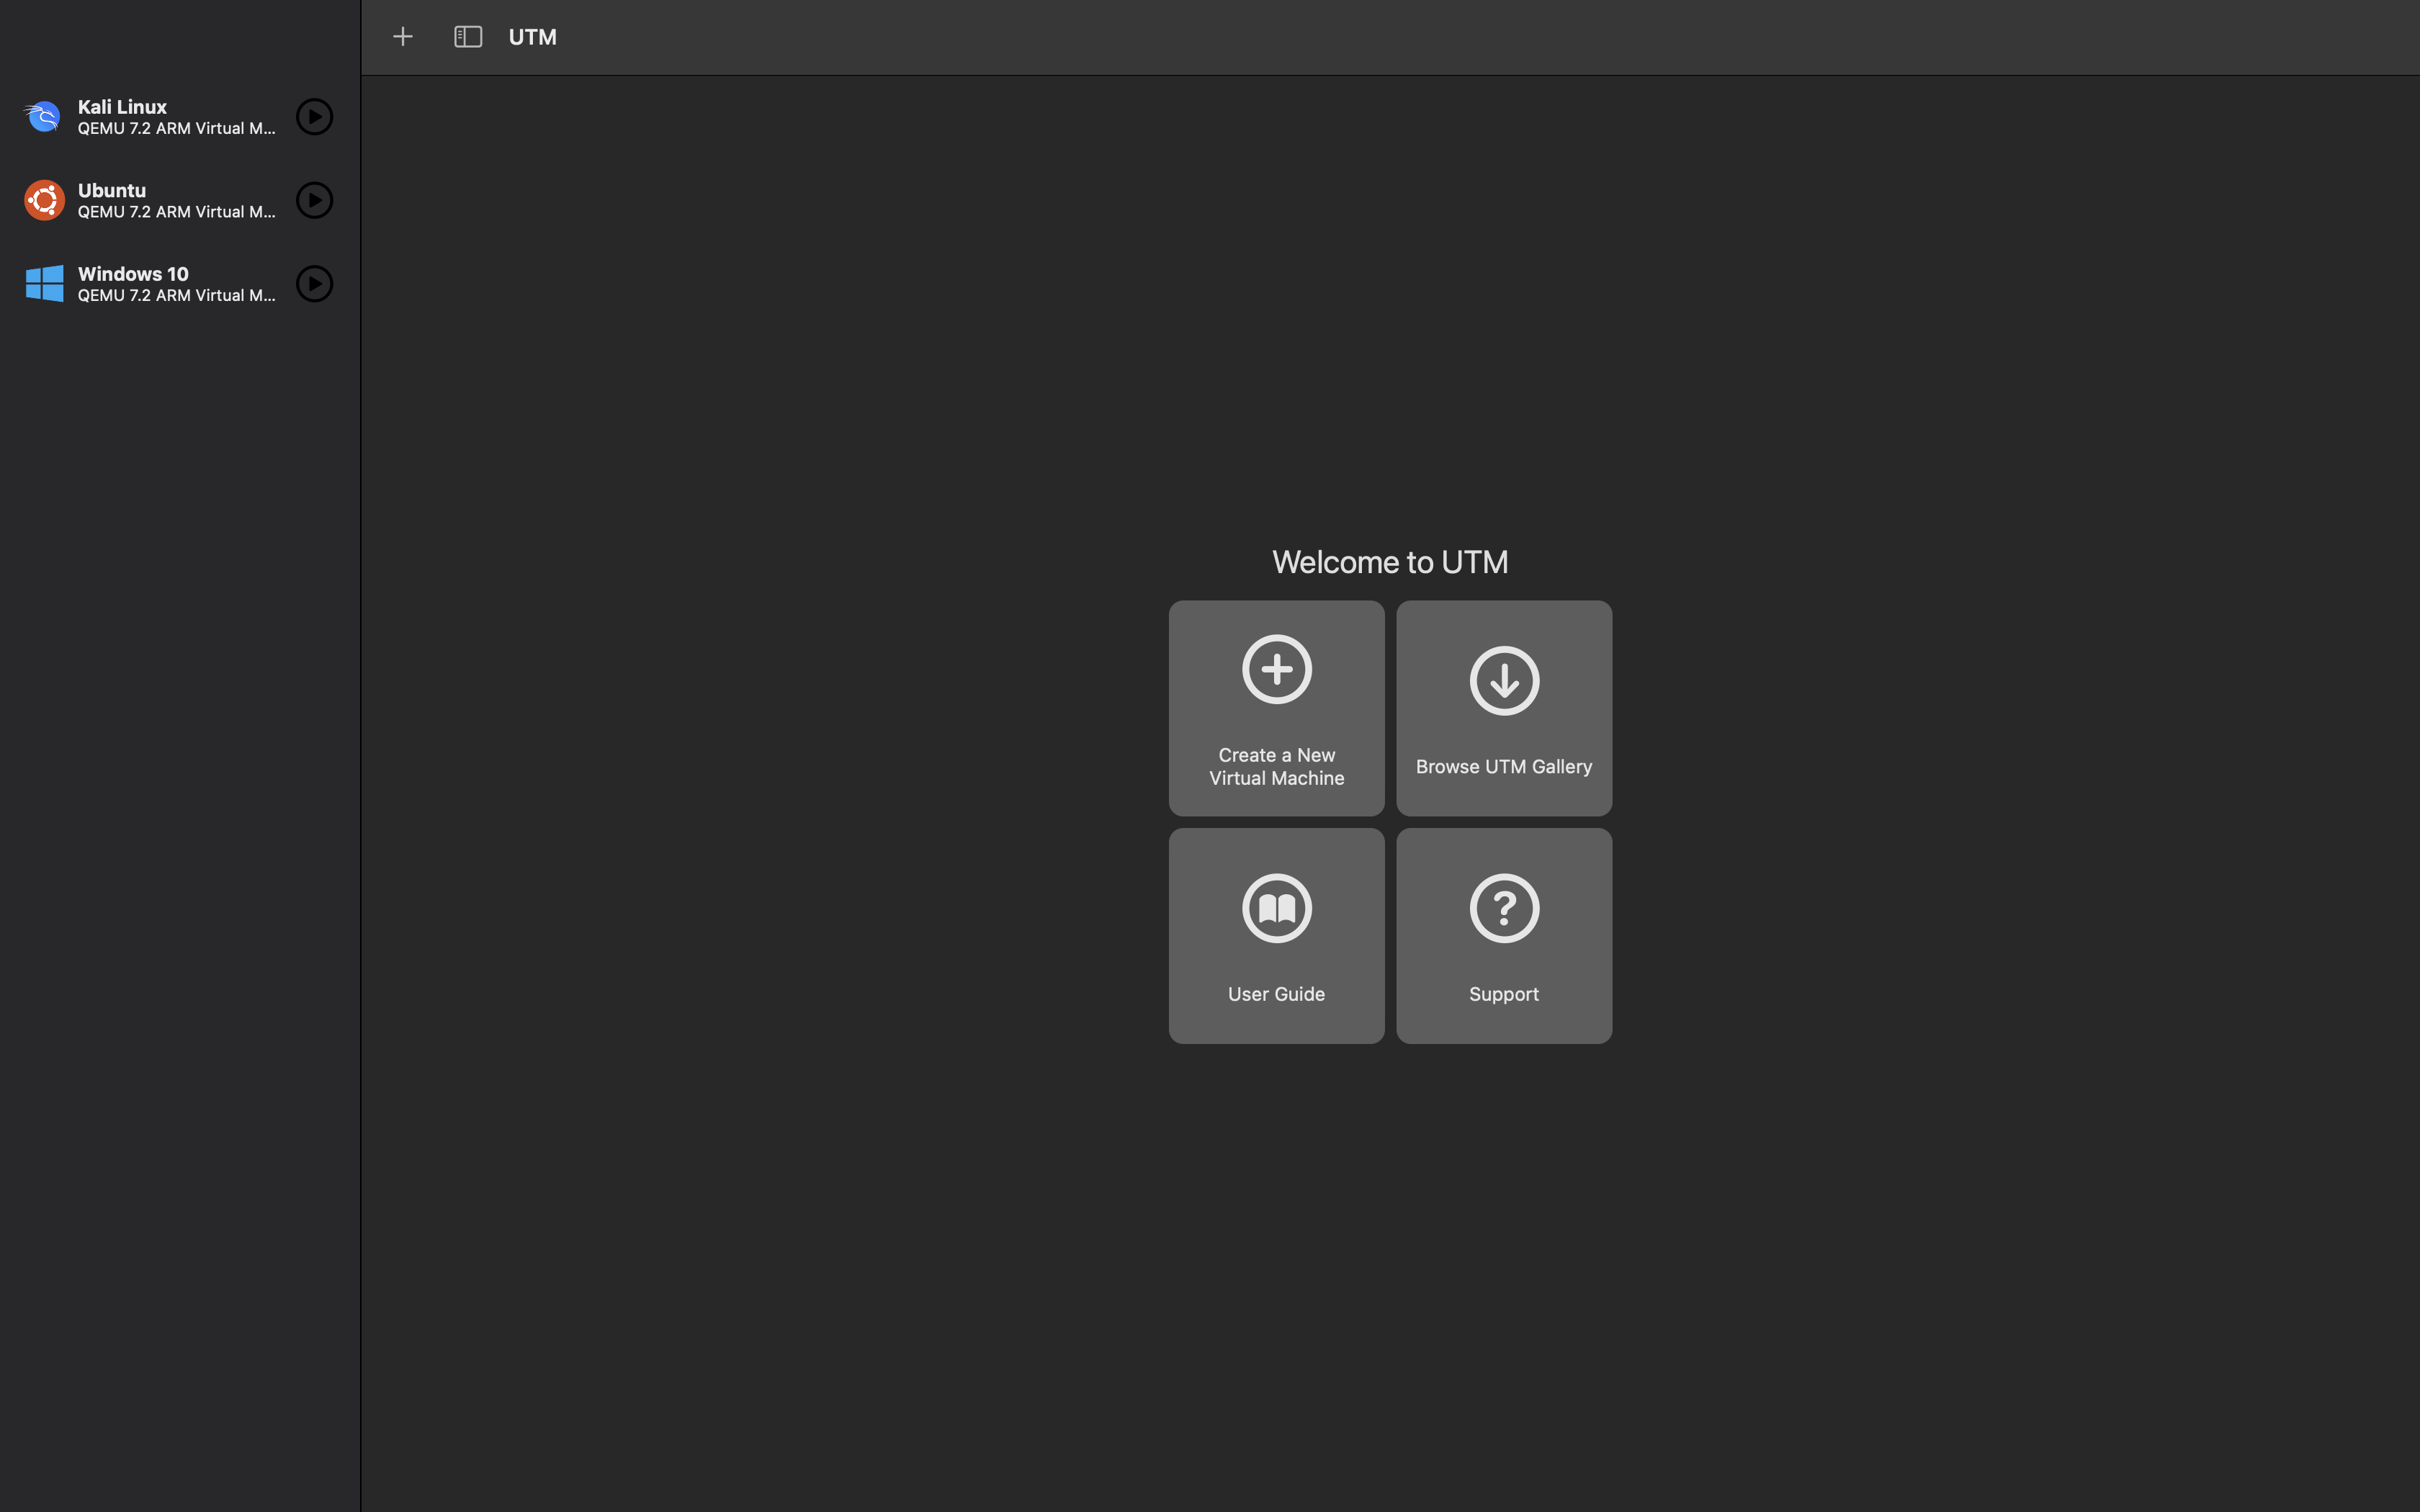 UTM
Kali Linux
QEMU 7.2 ARM Virtual M...
Ubuntu
QEMU 7.2 ARM Virtual M...
Windows 10
QEMU 7.2 ARM Virtual M...
Welcome to UTM
Create a New
Virtual Machine
Browse UTM Gallery
User Guide
Support